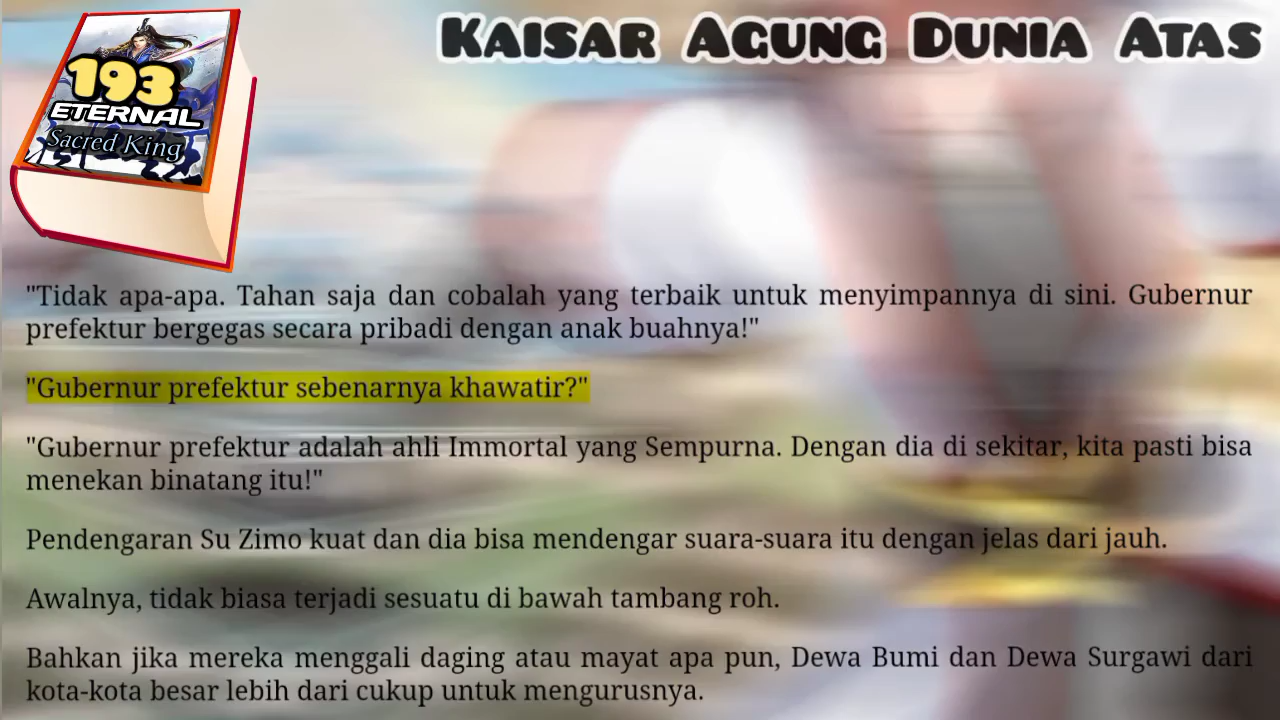 Kaisar Agung Dunia Atas
193
ETERNAL
Sacred King
"Tidak apa-apa. Tahan saja dan cobalah yang terbaik untuk menyimpannya di sini. Gubernur
prefektur bergegas secara pribadi dengan anak buahnya!"
"Gubernur prefektur sebenarnya khawatir?"
"Gubernur prefektur adalah ahli Immortal yang Sempurna. Dengan dia di sekitar, kita pasti bisa
menekan binatang itu!"
Pendengaran Su Zimo kuat dan dia bisa mendengar suara-suara itu dengan jelas dari jauh.
Awalnya, tidak biasa terjadi sesuatu di bawah tambang roh.
Bahkan jika mereka menggali daging atau mayat apa pun, Dewa Bumi dan Dewa Surgawi dari
kota-kota besar lebih dari cukup untuk mengurusnya.